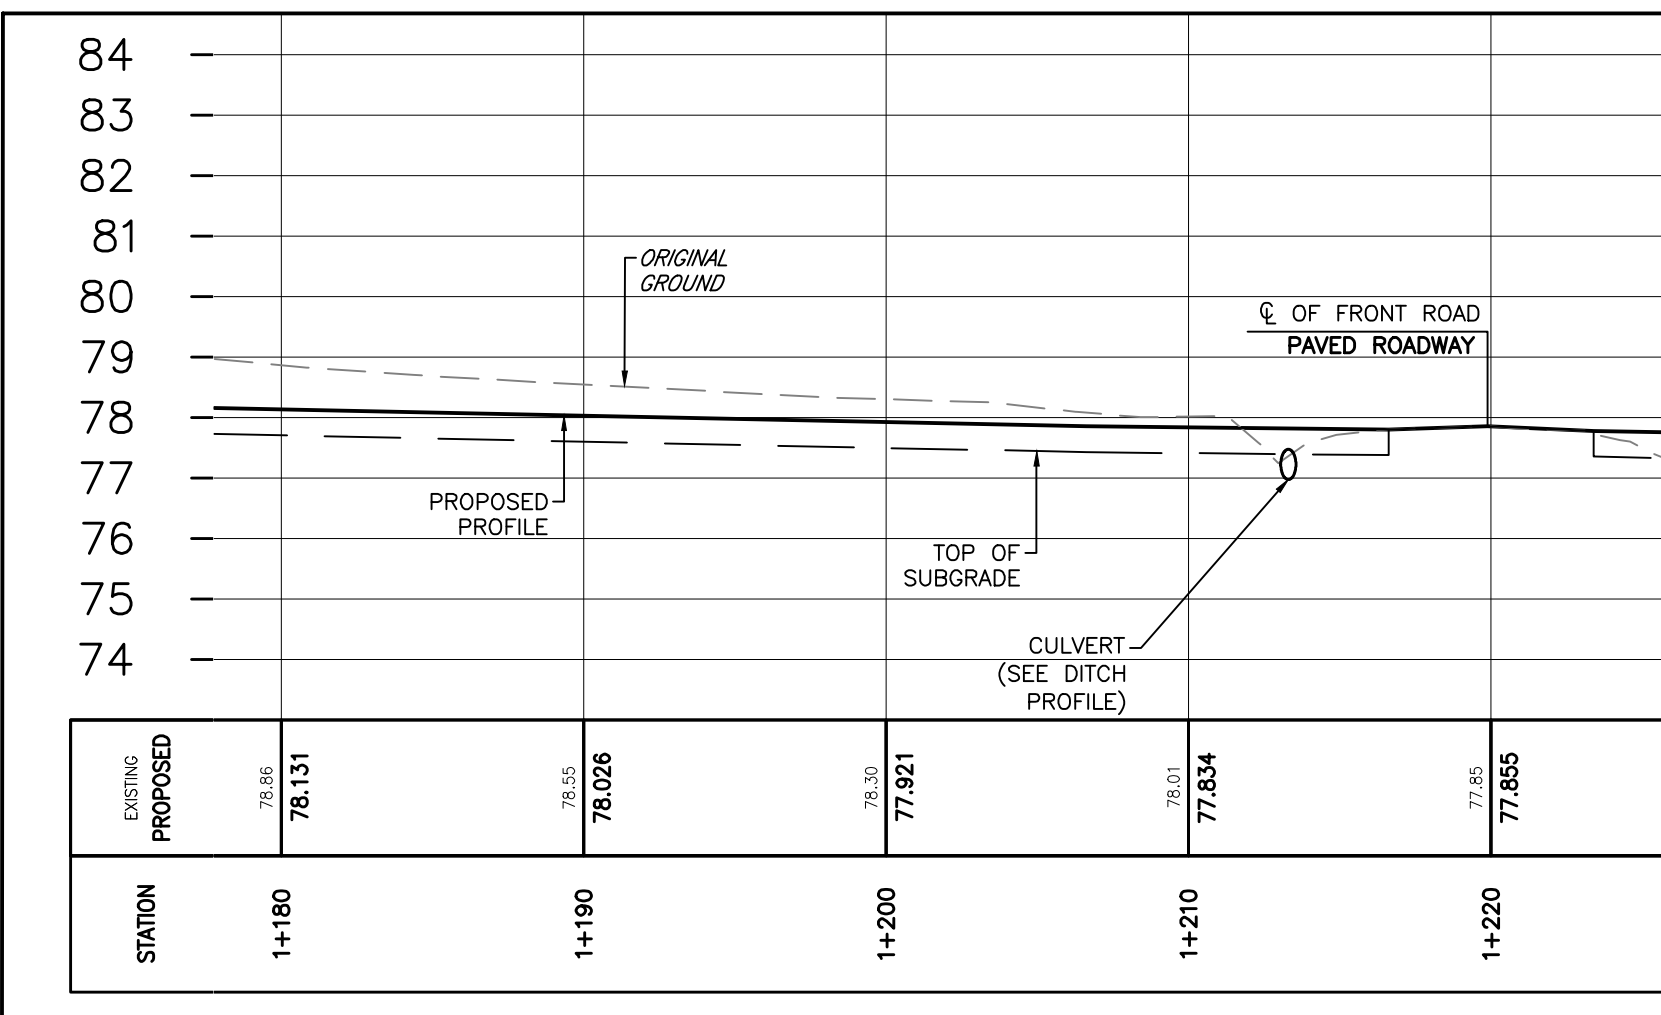 84
83
82
81
80
79
78
77
76
75
74
ORIGINAL
GROUND
℄ OF FRONT ROAD
PAVED ROADWAY
PROPOSED
PROFILE
TOP OF
SUBGRADE
CULVERT
(SEE DITCH
PROFILE)
EXISTING
PROPOSED
78.86
78.131
78.55
78.026
78.30
77.921
78.01
77.834
77.85
77.855
STATION
1+180
1+190
1+200
1+210
1+220